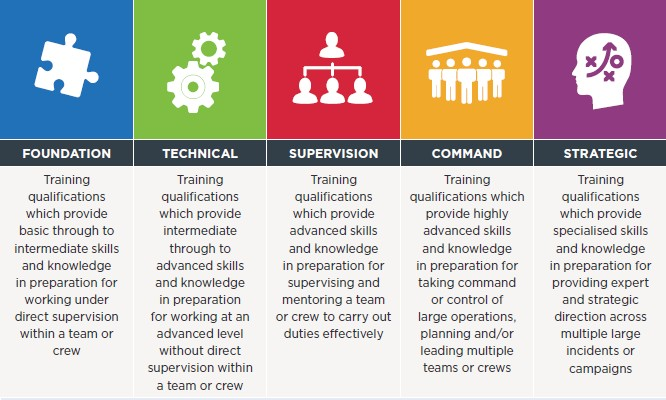 FOUNDATION
Training
qualifications
which provide
basic through to
intermediate skills
and knowledge
in preparation for
working under
direct supervision
within a team or
crew
TECHNICAL
Training
qualifications
which provide
intermediate
through to
advanced skills
and knowledge
in preparation
for working at an
advanced level
without direct
supervision within
a team or crew
SUPERVISION
Training
qualifications
which provide
advanced skills
and knowledge
in preparation for
supervising and
mentoring a team
or crew to carry out
duties effectively
COMMAND
Training
qualifications which
provide highly
advanced skills
and knowledge
in preparation for
taking command
or control of
large operations,
planning and/or
leading multiple
teams or crews
STRATEGIC
Training
qualifications
which provide
specialised skills
and knowledge
in preparation for
providing expert
and strategic
direction across
multiple large
incidents or
campaigns